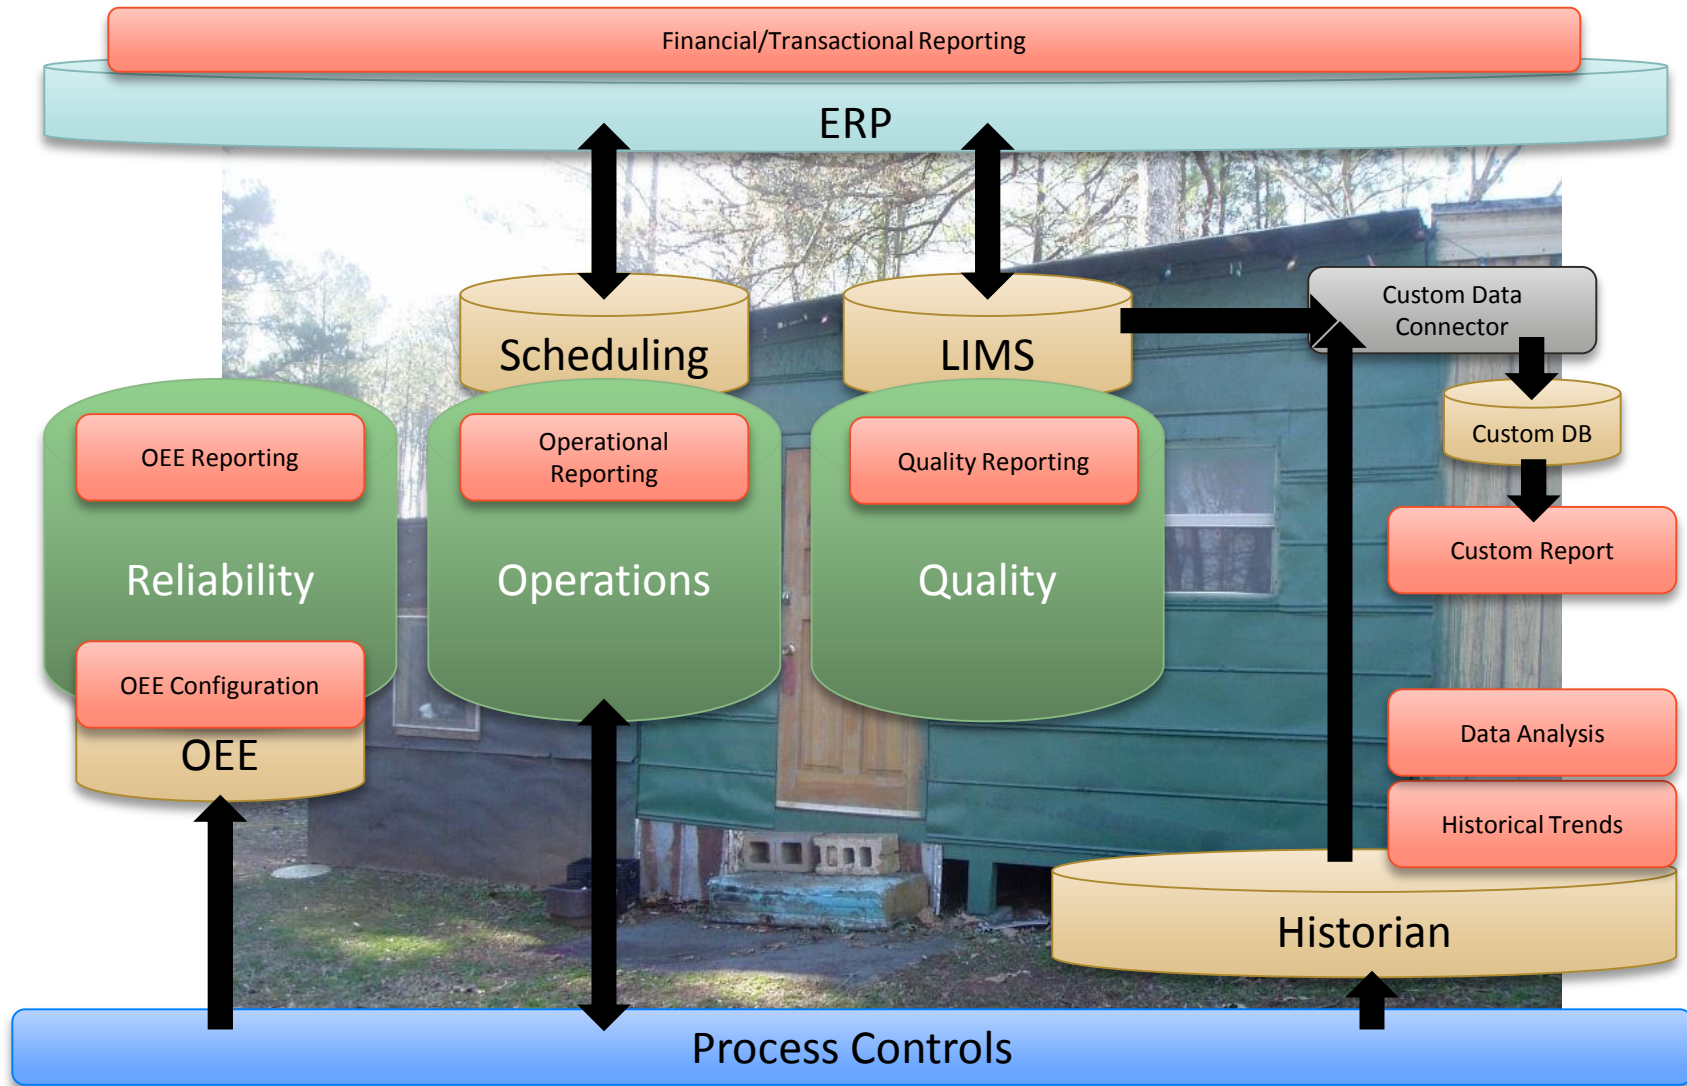 Financial/Transactional Reporting
ERP
Scheduling
LIMS
Custom Data
Connector
Custom DB
OEE Reporting
Operational
Reporting
Quality Reporting
Custom Report
Reliability
Operations
Quality
OEE Configuration
OEE
Data Analysis
Historical Trends
Historian
Process Controls